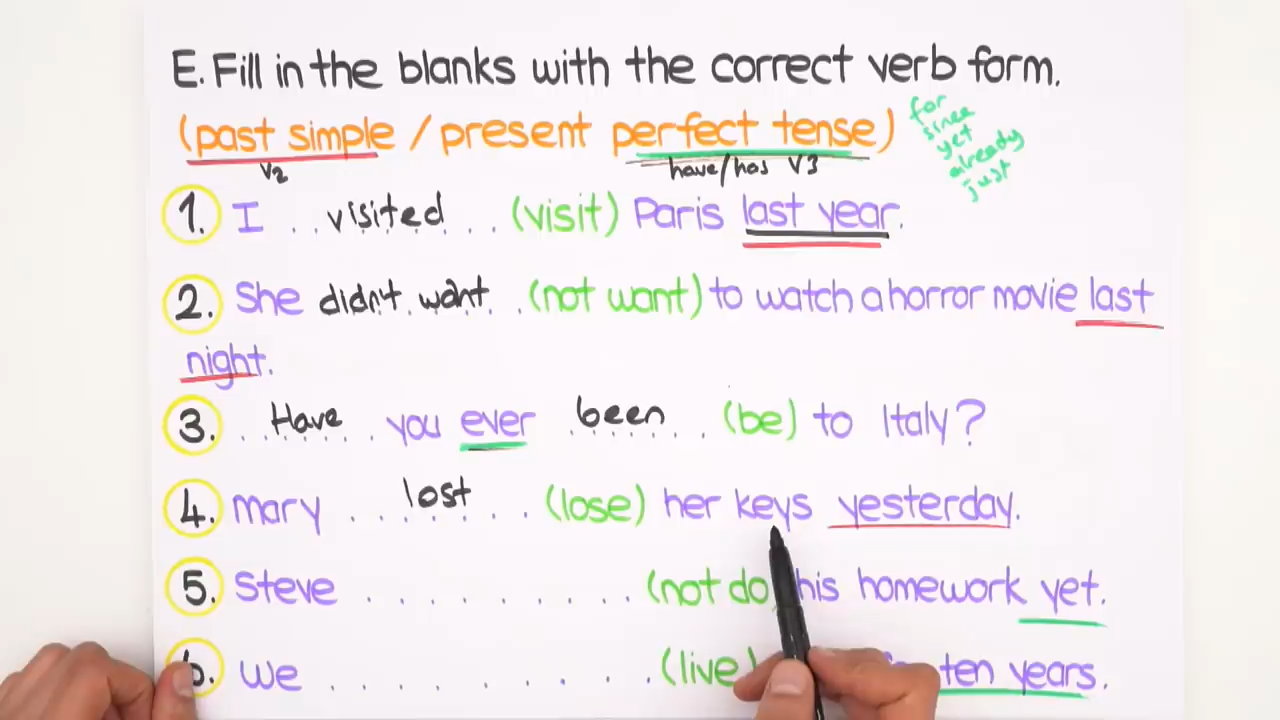 E. Fill in the blanks with the correct verb form.
(past simple / present perfect tense)
for
since
yet
already
just
v2
have/has v3
1. I .. visited ... (visit) Paris last year.
2. She didn't want . (not want) to watch a horror movie last
night.
3. .. Have .. you ever . been .. (be) to Italy?
4. Mary ... lost ... (lose) her keys yesterday.
5. Steve .......... (not do his homework yet.
6. We .......... (live) ten years.